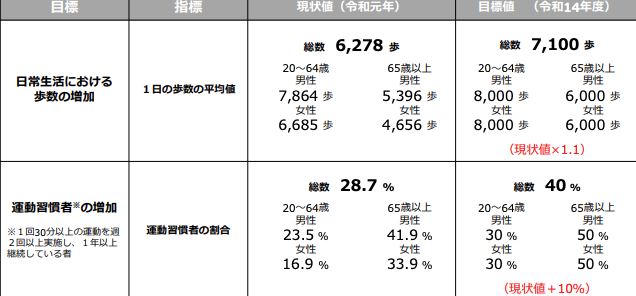 目標 指標 現状値（令和元年） 目標値 （令和14年度）
日常生活における
歩数の増加
１日の歩数の平均値
総数 6,278 歩
20～64歳 65歳以上
男性 男性
7,864 歩 5,396 歩
女性 女性
6,685 歩 4,656 歩
総数 7,100 歩
20～64歳 65歳以上
男性 男性
8,000 歩 6,000 歩
女性 女性
8,000 歩 6,000 歩
（現状値×1.1）
運動習慣者※の増加
※１回30分以上の運動を週
２回以上実施し、１年以上
継続している者
運動習慣者の割合
総数 28.7 %
20～64歳 65歳以上
男性 男性
23.5 % 41.9 %
女性 女性
16.9 % 33.9 %
総数 40 %
20～64歳 65歳以上
男性 男性
30 % 50 %
女性 女性
30 % 50 %
（現状値＋10%）